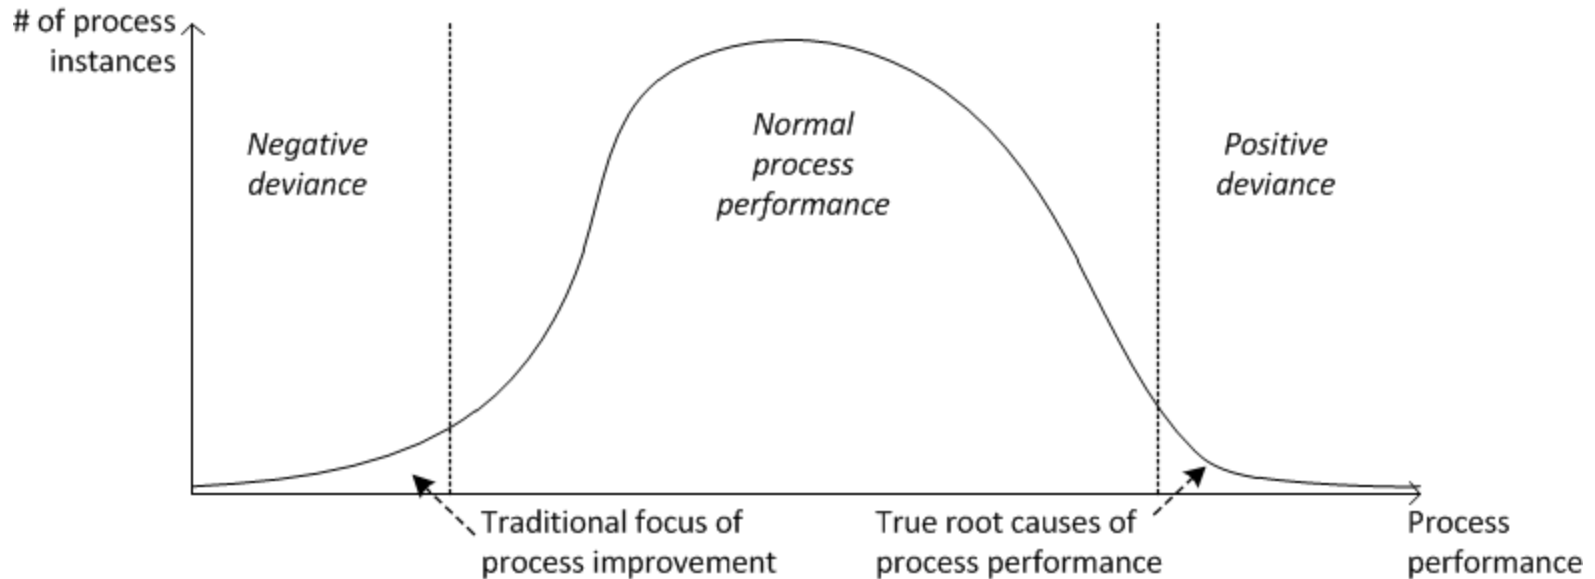 # of process
instances
Negative
deviance
Normal
process
performance
Positive
deviance
Traditional focus of
process improvement
True root causes of
process performance
Process
performance